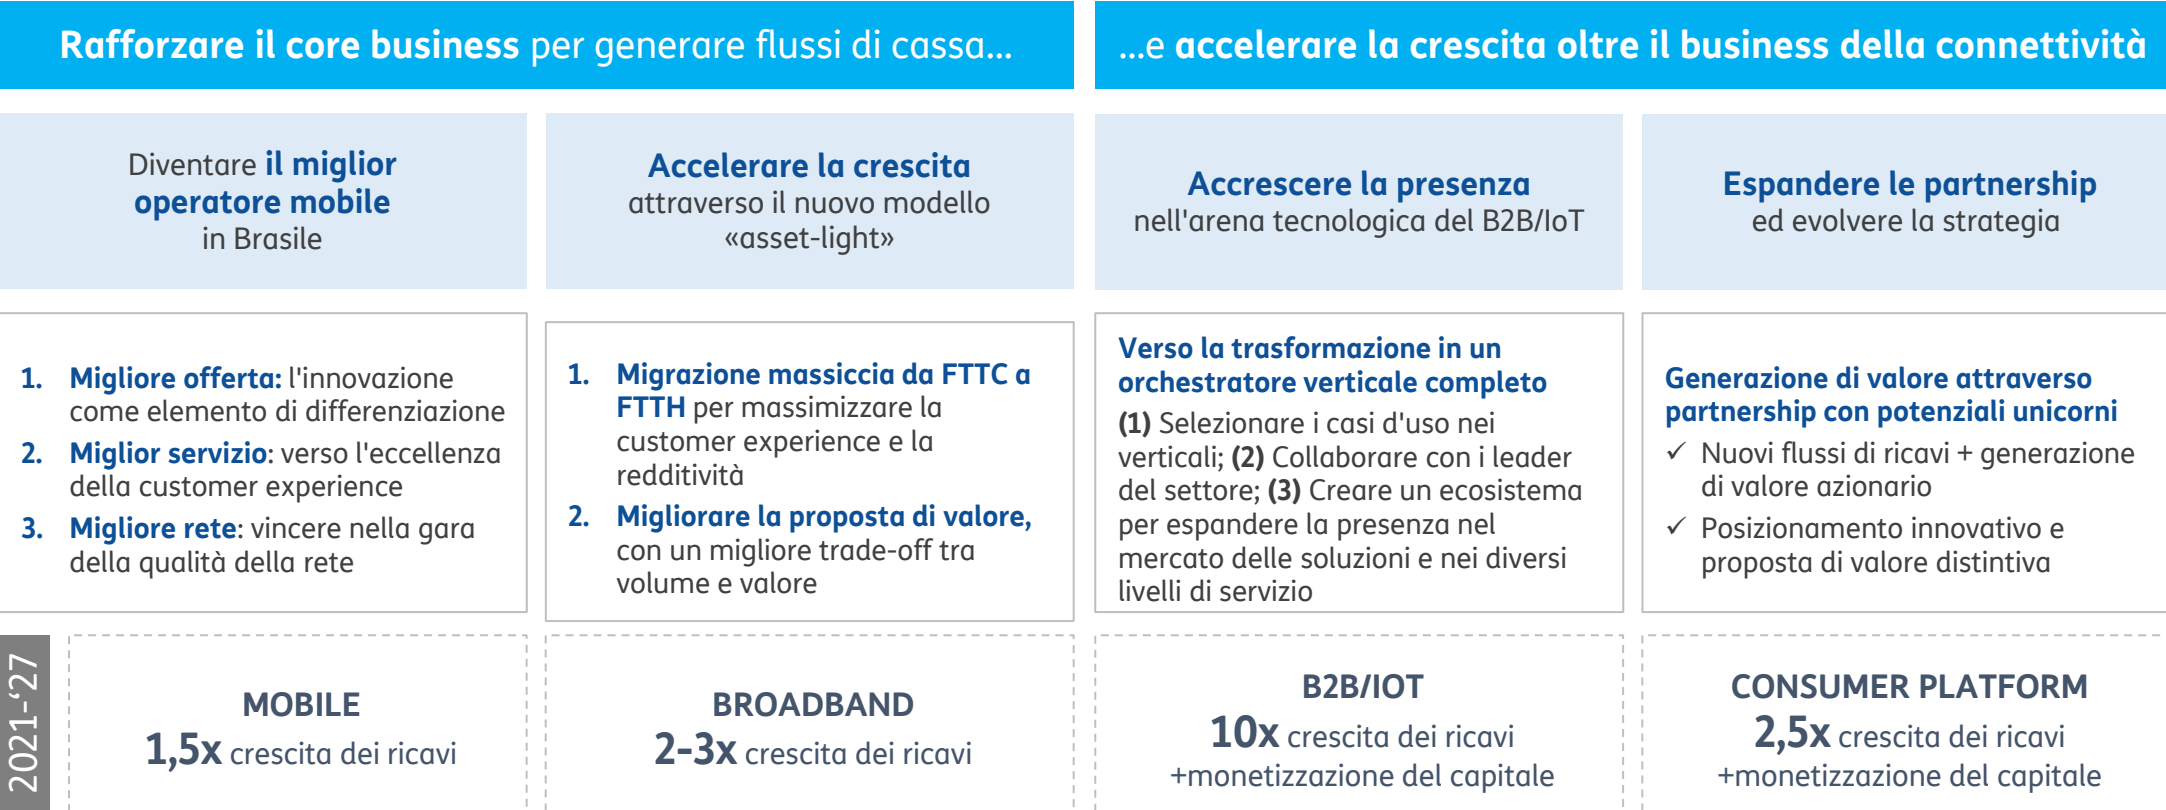 Rafforzare il core business per generare flussi di cassa...
...e accelerare la crescita oltre il business della connettività
Diventare il miglior
operatore mobile
in Brasile
Accelerare la crescita
attraverso il nuovo modello
«asset-light»
Accrescere la presenza
nell'arena tecnologica del B2B/IoT
Espandere le partnership
ed evolvere la strategia
1. Migliore offerta: l'innovazione
come elemento di differenziazione
2. Miglior servizio: verso l'eccellenza
della customer experience
3. Migliore rete: vincere nella gara
della qualità della rete
1. Migrazione massiccia da FTTC a
FTTH per massimizzare la
customer experience e la
redditività
2. Migliorare la proposta di valore,
con un migliore trade-off tra
volume e valore
Verso la trasformazione in un
orchestratore verticale completo
(1) Selezionare i casi d'uso nei
verticali; (2) Collaborare con i leader
del settore; (3) Creare un ecosistema
per espandere la presenza nel
mercato delle soluzioni e nei diversi
livelli di servizio
Generazione di valore attraverso
partnership con potenziali unicorni
✓ Nuovi flussi di ricavi + generazione
di valore azionario
✓ Posizionamento innovativo e
proposta di valore distintiva
2021-‘27
MOBILE
1,5x crescita dei ricavi
BROADBAND
2-3x crescita dei ricavi
B2B/IOT
10x crescita dei ricavi
+monetizzazione del capitale
CONSUMER PLATFORM
2,5x crescita dei ricavi
+monetizzazione del capitale